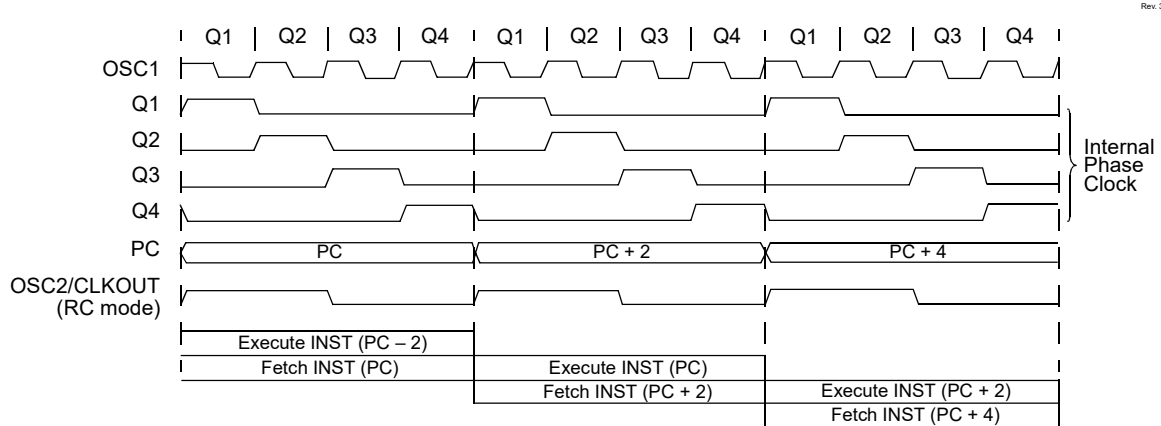 Rev. 3
Q1 Q2 Q3 Q4 Q1 Q2 Q3 Q4 Q1 Q2 Q3 Q4
OSC1
Q1
Q2
Q3
Q4
Internal
Phase
Clock
PC PC PC + 2 PC + 4
OSC2/CLKOUT
(RC mode)
Execute INST (PC – 2)
Fetch INST (PC) Execute INST (PC)
Fetch INST (PC + 2) Execute INST (PC + 2)
Fetch INST (PC + 4)